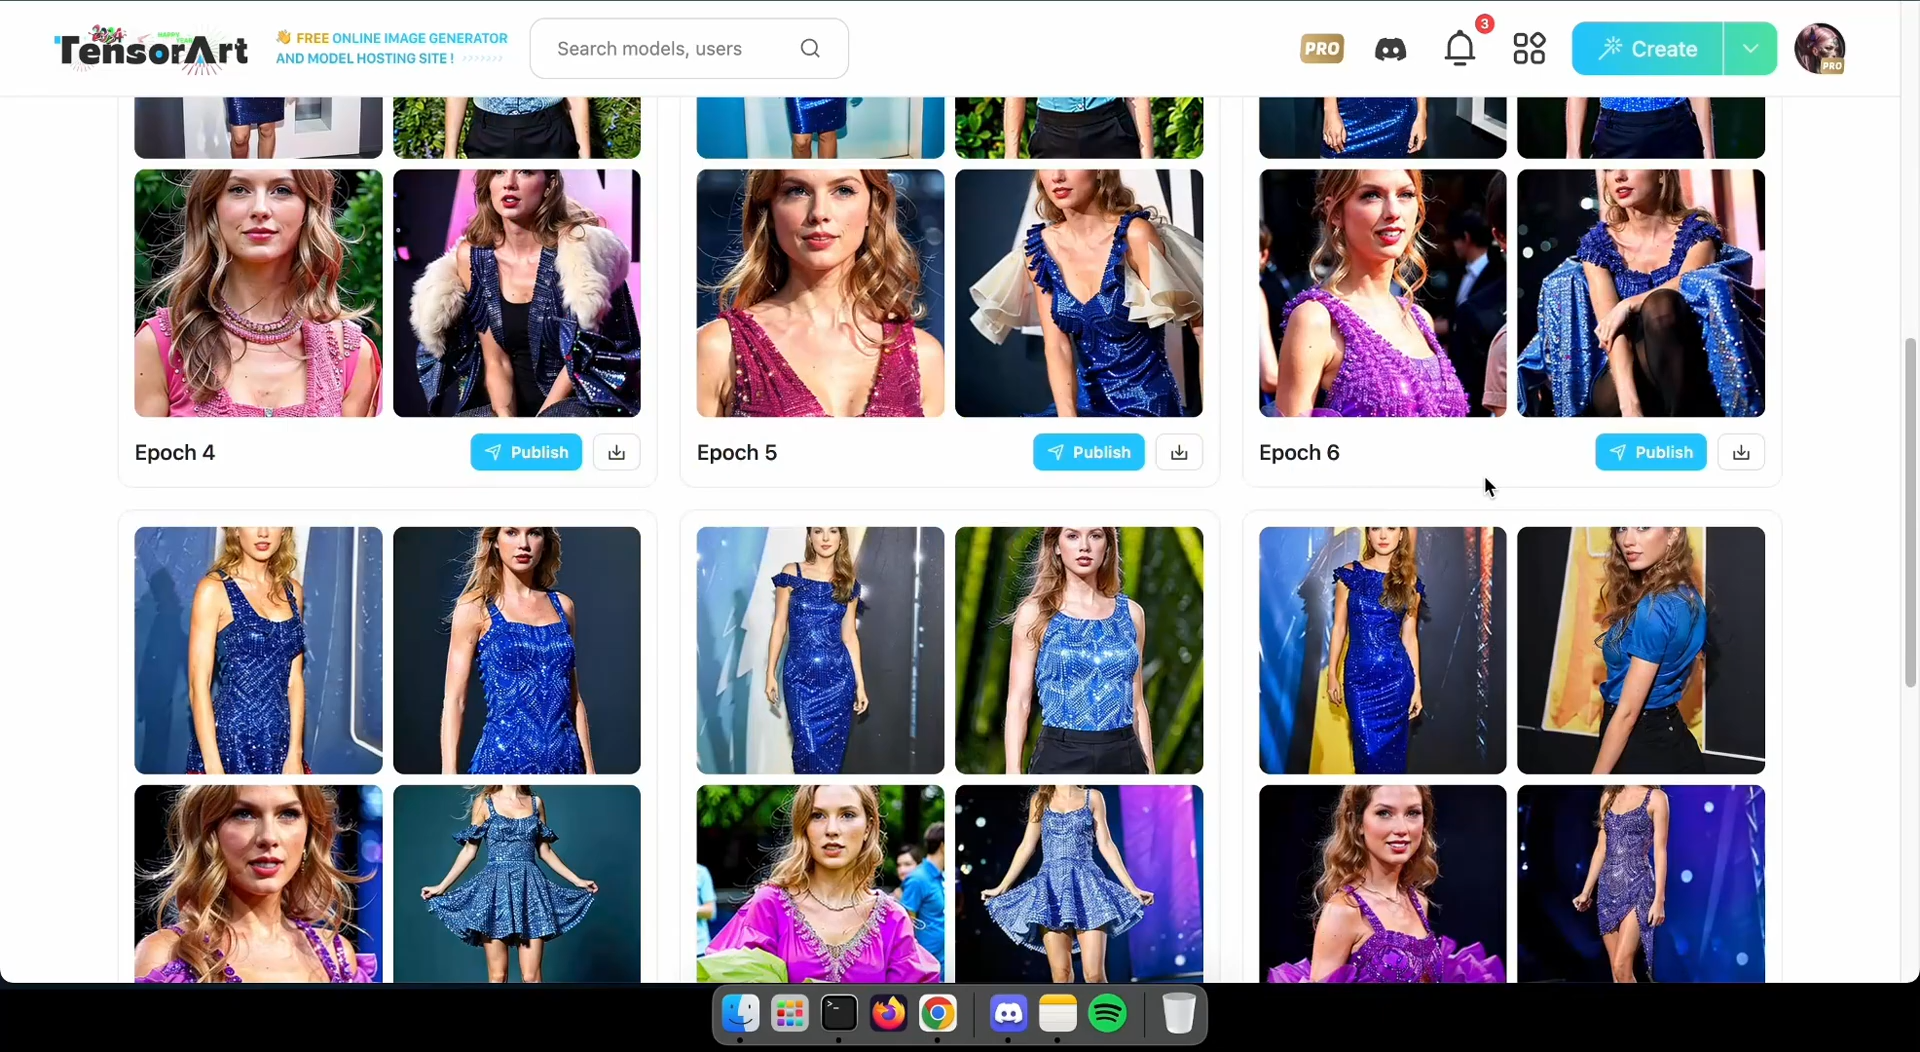 TensorArt
FREE ONLINE IMAGE GENERATOR
AND MODEL HOSTING SITE !
Search models, users
PRO
3
Create
PRO
Epoch 4
Publish
Epoch 5
Publish
Epoch 6
Publish